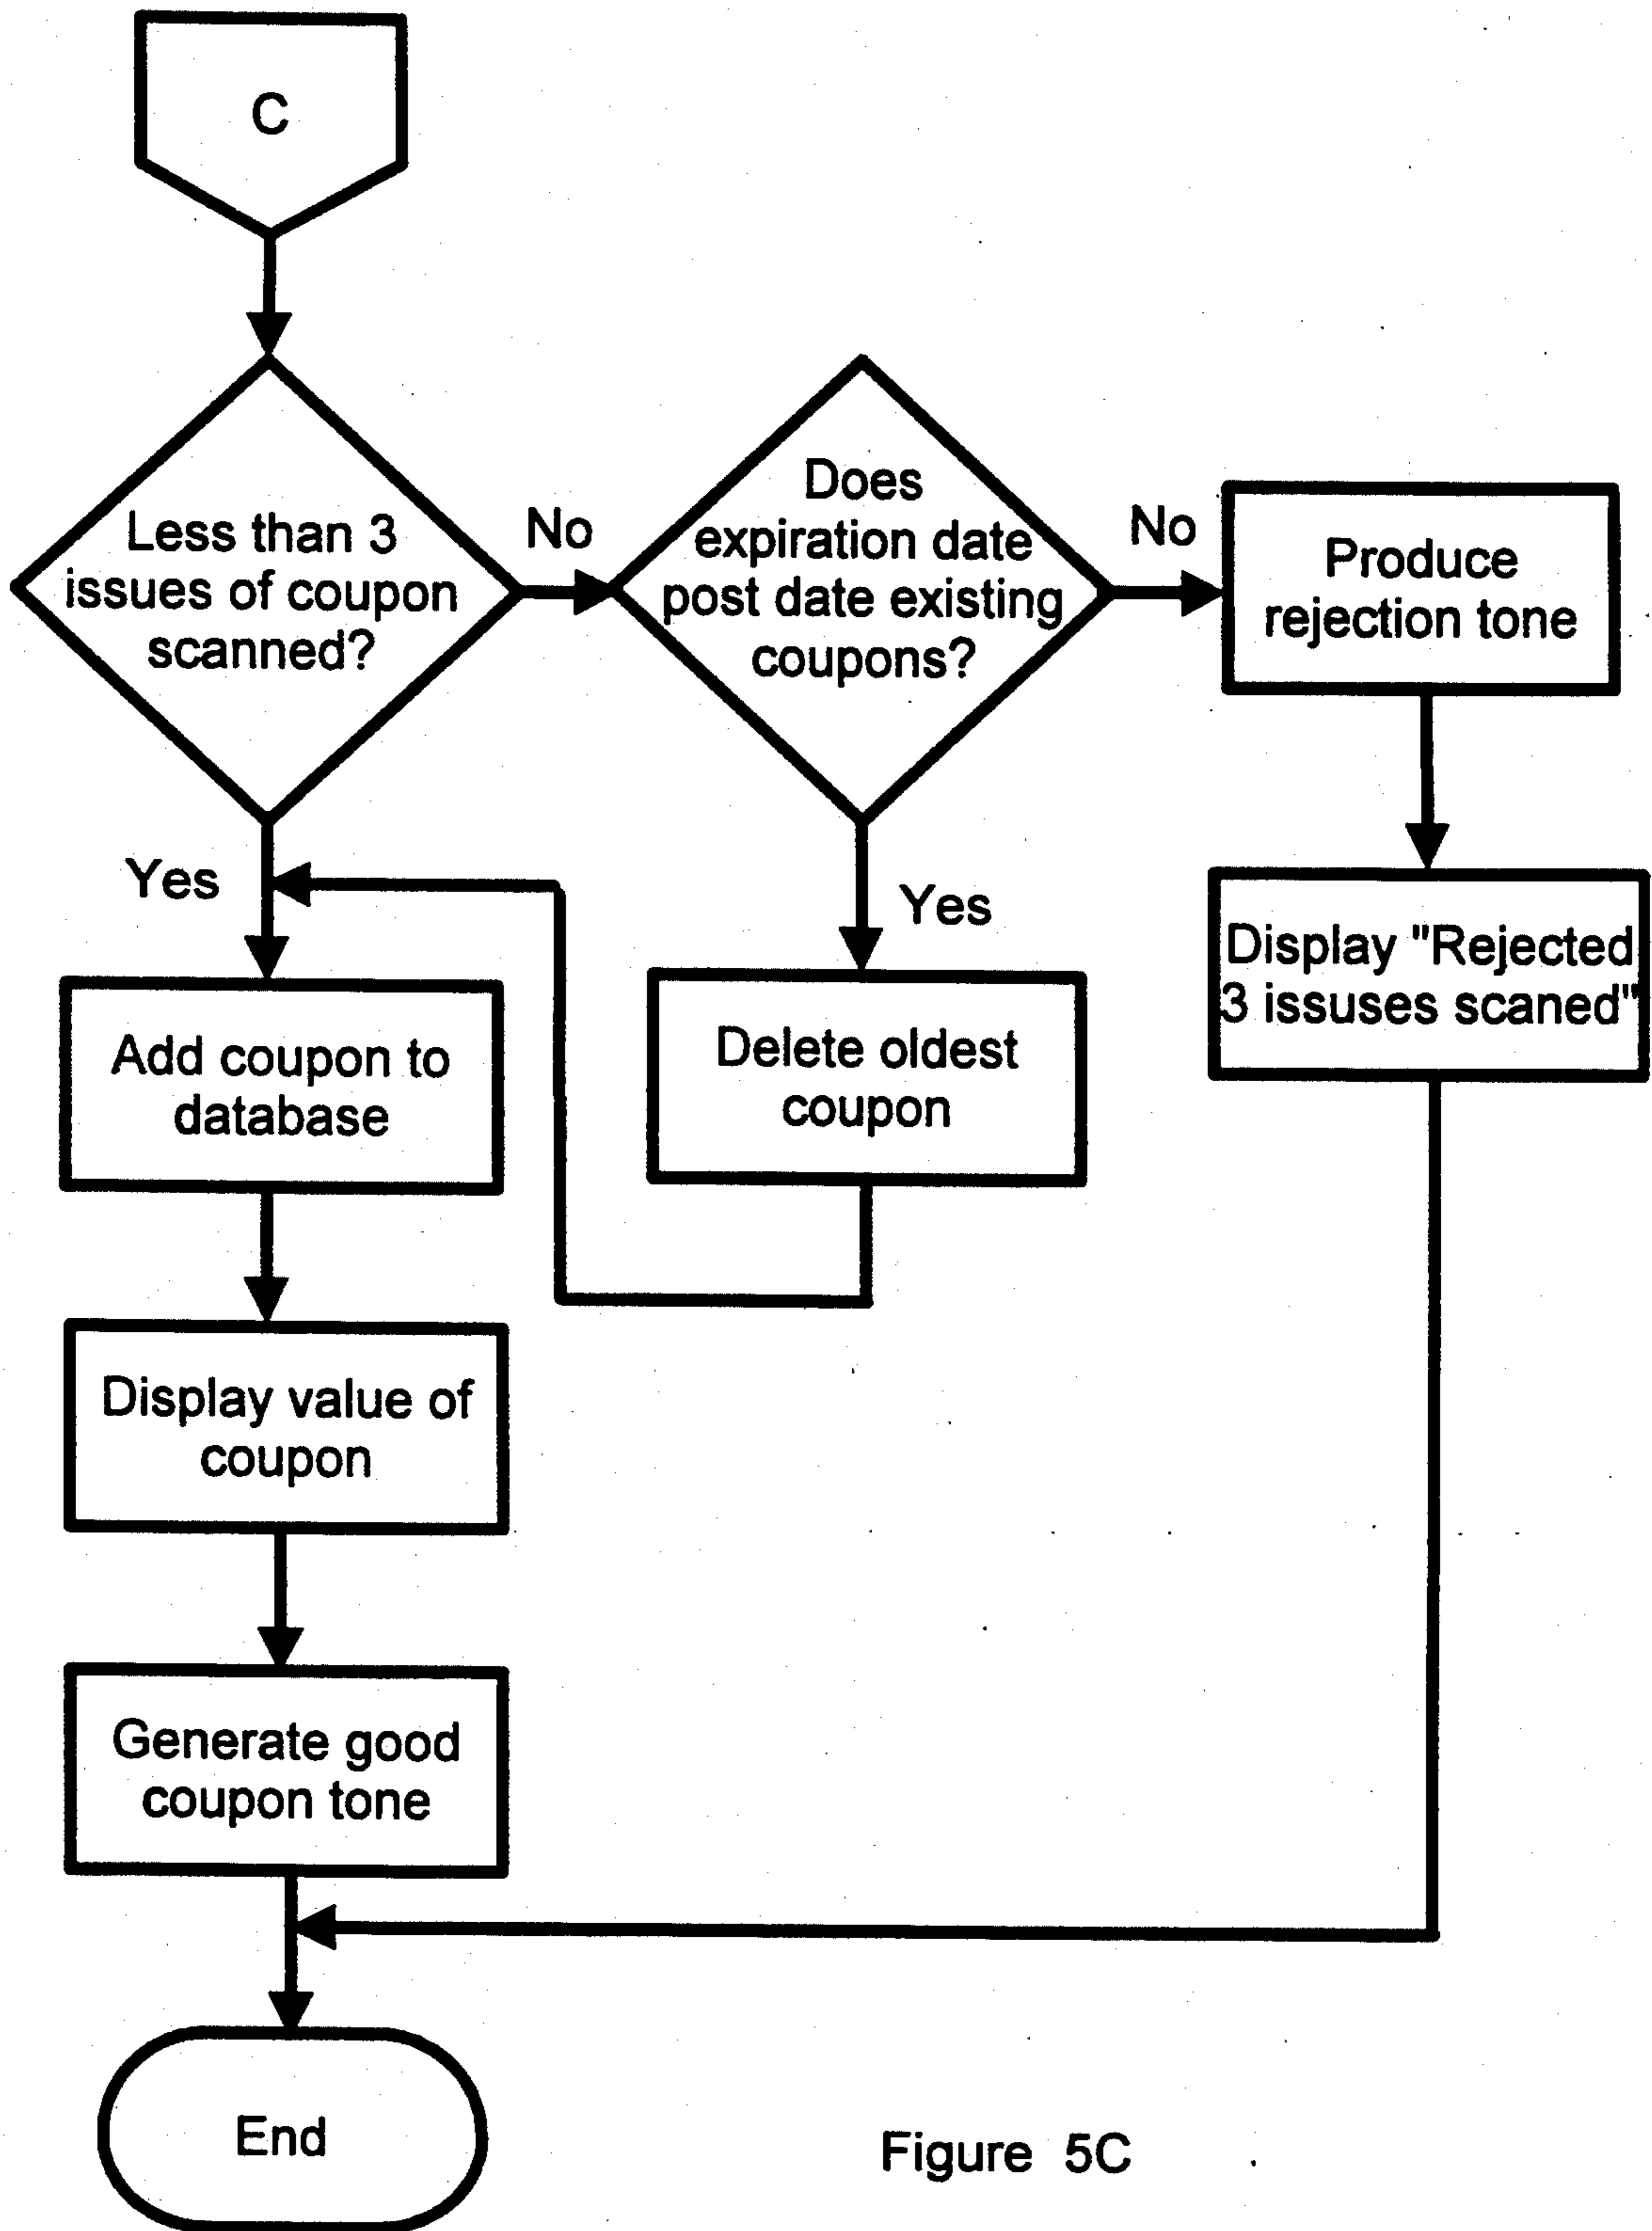 C
Less than 3
issues of coupon
scanned?
No
Does
expiration date
post date existing
coupons?
No
Produce
rejection tone
Yes
Yes
Display "Rejected
3 issuses scaned"
Add coupon to
database
Delete oldest
coupon
Display value of
coupon
Generate good
coupon tone
End
Figure 5C